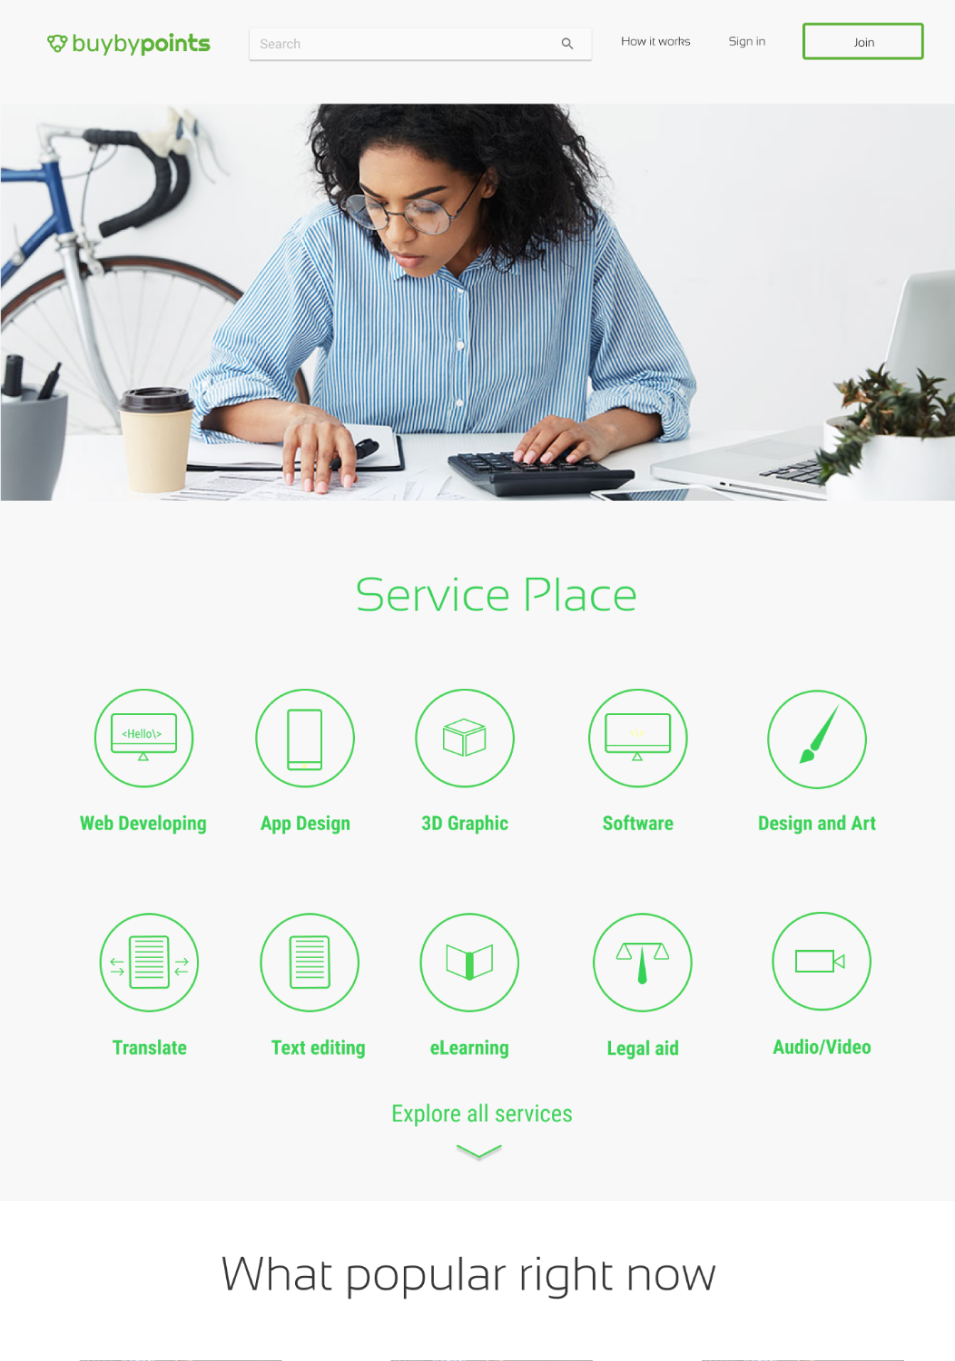 buybypoints
Search
How it works
Sign in
Join
Service Place
<Hello\>
Web Developing
App Design
3D Graphic
Software
Design and Art
Translate
Text editing
eLearning
Legal aid
Audio/Video
Explore all services
What popular right now